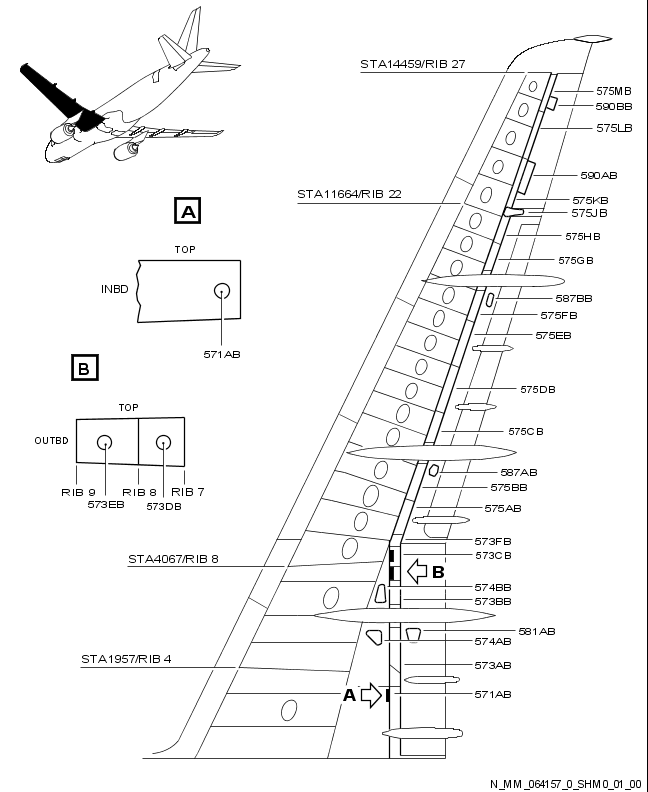 STA14459/RIB 27
575MB
590BB
575LB
590AB
STA11664/RIB 22
575KB
575JB
A
575HB
TOP
575GB
INBD
587BB
575FB
575EB
571AB
B
575DB
TOP
575CB
OUTBD
587AB
RIB 9 RIB 8 RIB 7
575BB
573EB 573DB
575AB
573FB
573CB
STA4067/RIB 8
B
574BB
573BB
581AB
574AB
STA1957/RIB 4
573AB
A
571AB
N_MM_064157_0_SHM0_01_00